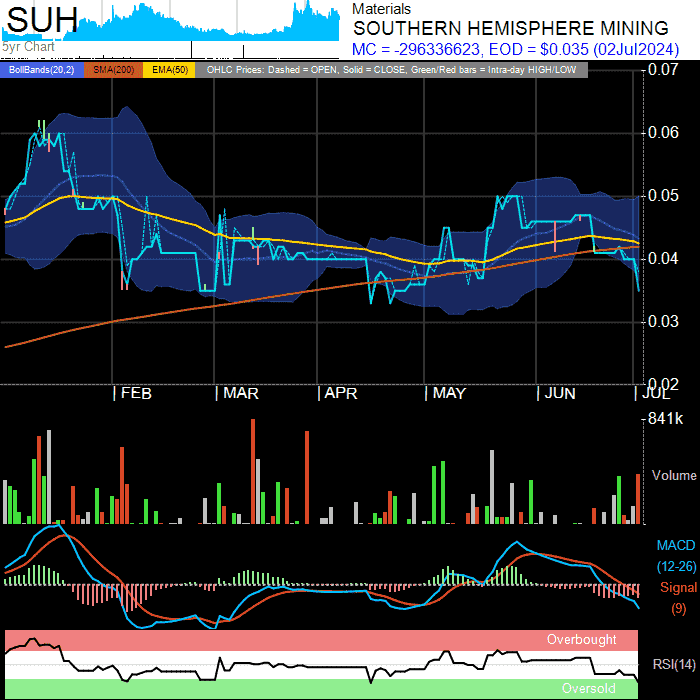 SUH
Materials
SOUTHERN HEMISPHERE MINING
5yr Chart
MC = -296336623, EOD = $0.035 (02Jul2024)
BollBands(20,2) SMA(200) EMA(50) OHLC Prices: Dashed = OPEN, Solid = CLOSE, Green/Red bars = Intra-day HIGH/LOW
0.07
0.06
0.05
0.04
0.03
0.02
FEB MAR APR MAY JUN JUL
841k
Volume
MACD
(12-26)
Signal
(9)
Overbought
RSI(14)
Oversold